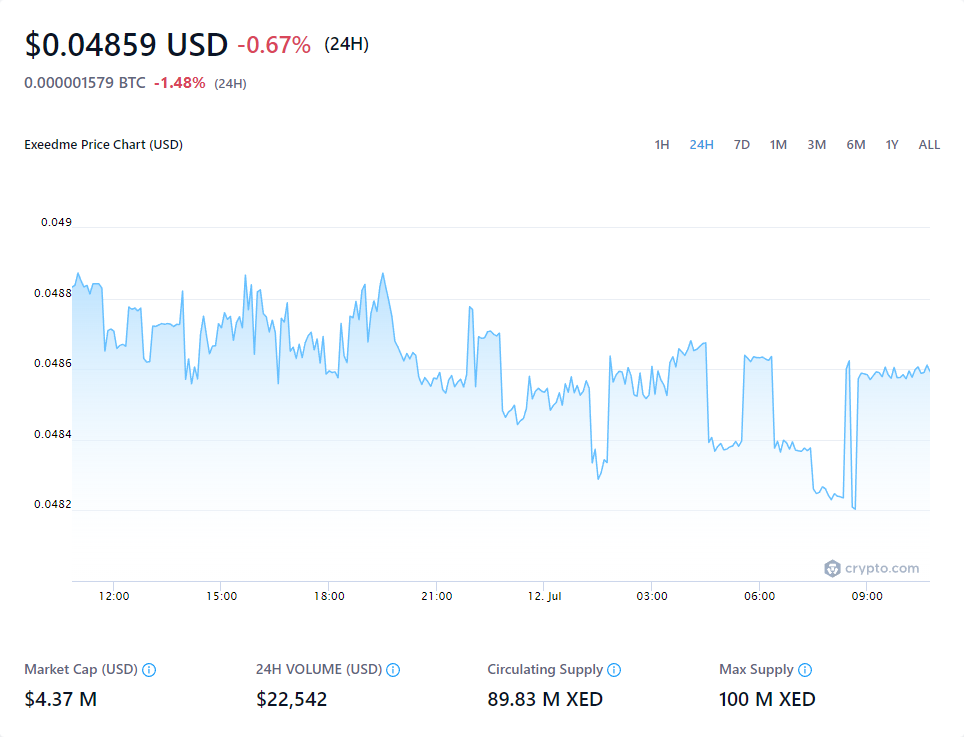 $0.04859 USD -0.67% (24H)
0.000001579 BTC -1.48% (24H)
Exeedme Price Chart (USD) 1H 24H 7D 1M 3M 6M 1Y ALL
0.049
0.0488
0.0486
0.0484
0.0482
crypto.com
12:00 15:00 18:00 21:00 12. Jul 03:00 06:00 09:00
Market Cap (USD) 24H VOLUME (USD) Circulating Supply Max Supply
$4.37 M $22,542 89.83 M XED 100 M XED